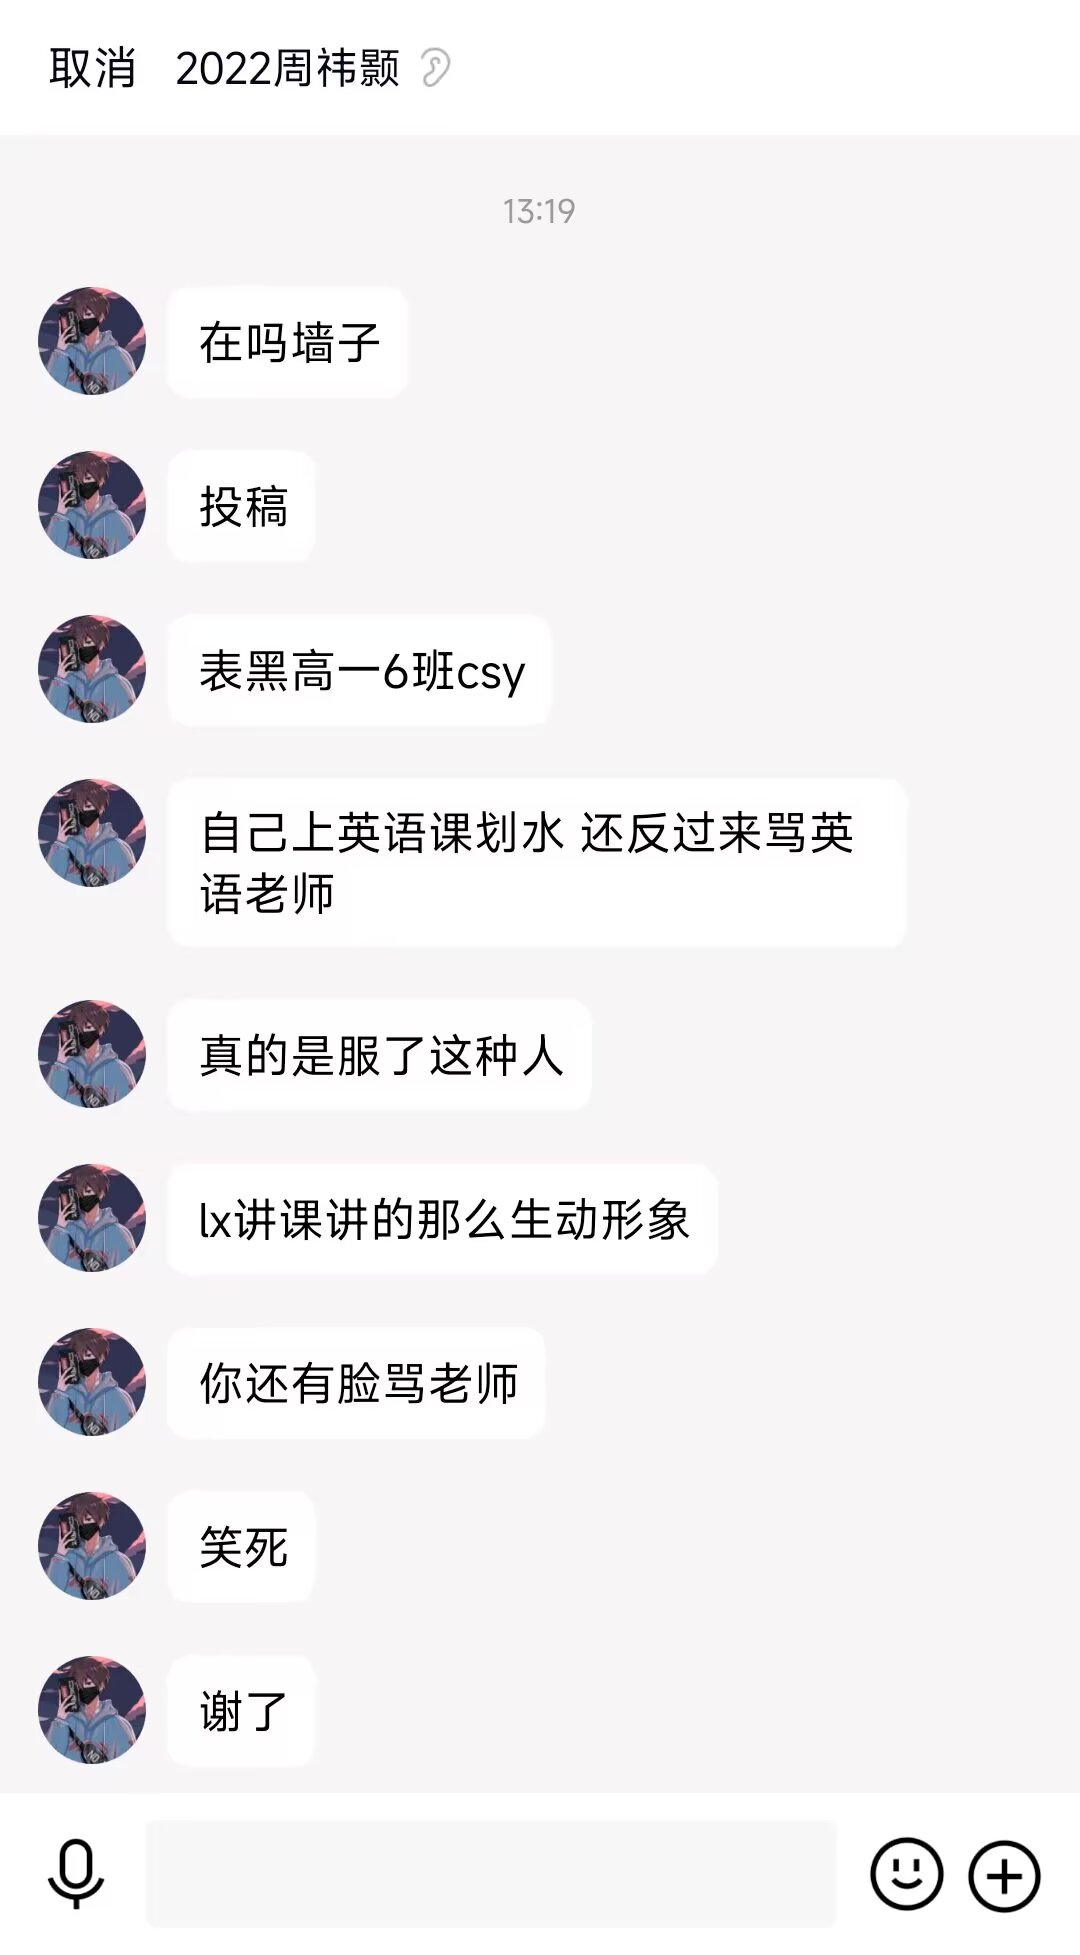 取消 2022周祎颢
13:19
在吗墙子
投稿
表黑高一6班csy
自己上英语课划水 还反过来骂英
语老师
真的是服了这种人
lx讲课讲的那么生动形象
你还有脸骂老师
笑死
谢了